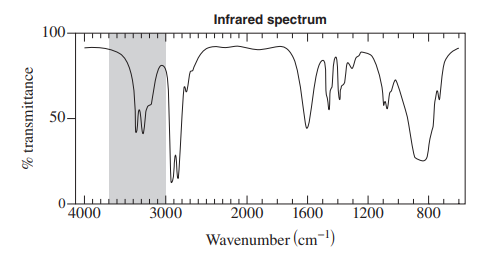 Infrared spectrum
100
50
0
% transmittance
4000 3000 2000 1600 1200 800
Wavenumber (cm⁻¹)